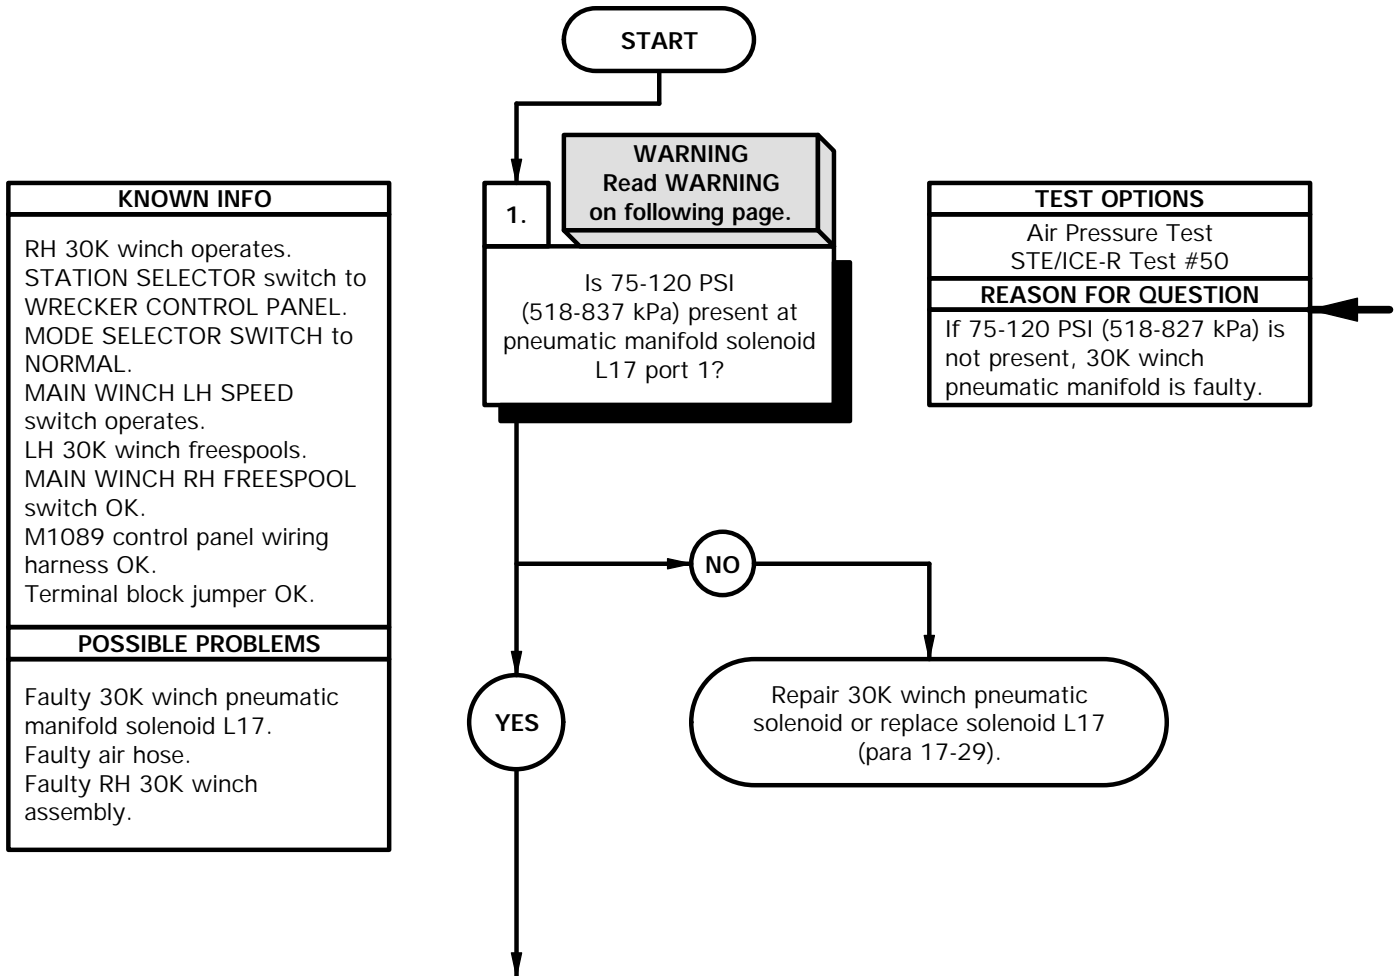 START
KNOWN INFO
RH 30K winch operates.
STATION SELECTOR switch to
WRECKER CONTROL PANEL.
MODE SELECTOR SWITCH to
NORMAL.
MAIN WINCH LH SPEED
switch operates.
LH 30K winch freespools.
MAIN WINCH RH FREESPOOL
switch OK.
M1089 control panel wiring
harness OK.
Terminal block jumper OK.
POSSIBLE PROBLEMS
Faulty 30K winch pneumatic
manifold solenoid L17.
Faulty air hose.
Faulty RH 30K winch
assembly.
WARNING
Read WARNING
on following page.
1.
Is 75-120 PSI
(518-837 kPa) present at
pneumatic manifold solenoid
L17 port 1?
TEST OPTIONS
Air Pressure Test
STE/ICE-R Test #50
REASON FOR QUESTION
If 75-120 PSI (518-827 kPa) is
not present, 30K winch
pneumatic manifold is faulty.
NO
YES
Repair 30K winch pneumatic
solenoid or replace solenoid L17
(para 17-29).